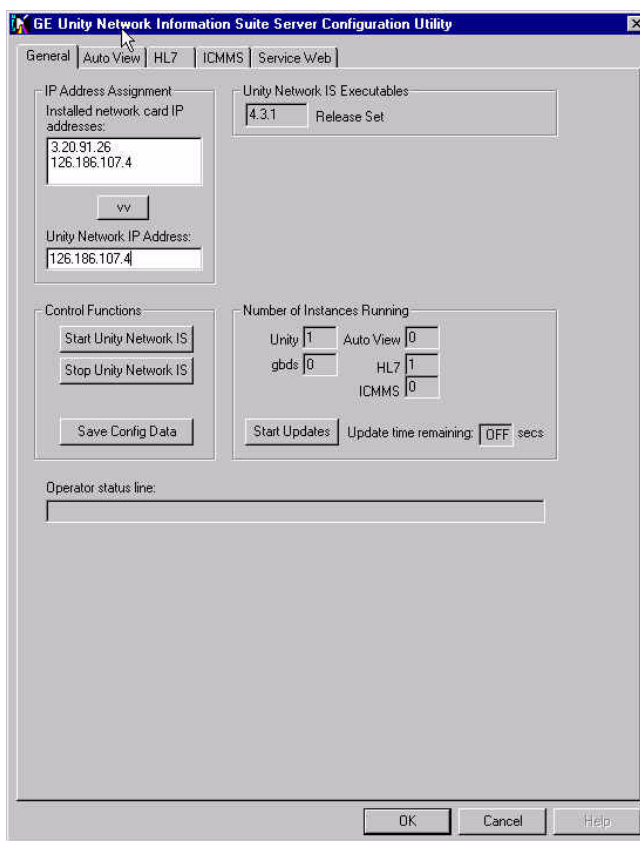 GE Unity Network Information Suite Server Configuration Utility
General
Auto View
HL7
ICMMS
Service Web
IP Address Assignment
Installed network card IP
addresses:
3.20.91.26
126.186.107.4
vv
Unity Network IP Address:
126.186.107.4
Unity Network IS Executables
4.3.1 Release Set
Control Functions
Start Unity Network IS
Stop Unity Network IS
Save Config Data
Number of Instances Running
Unity 1 Auto View 0
gbds 0 HL7 1
ICMMS 0
Start Updates Update time remaining: OFF secs
Operator status line:
OK
Cancel
Help